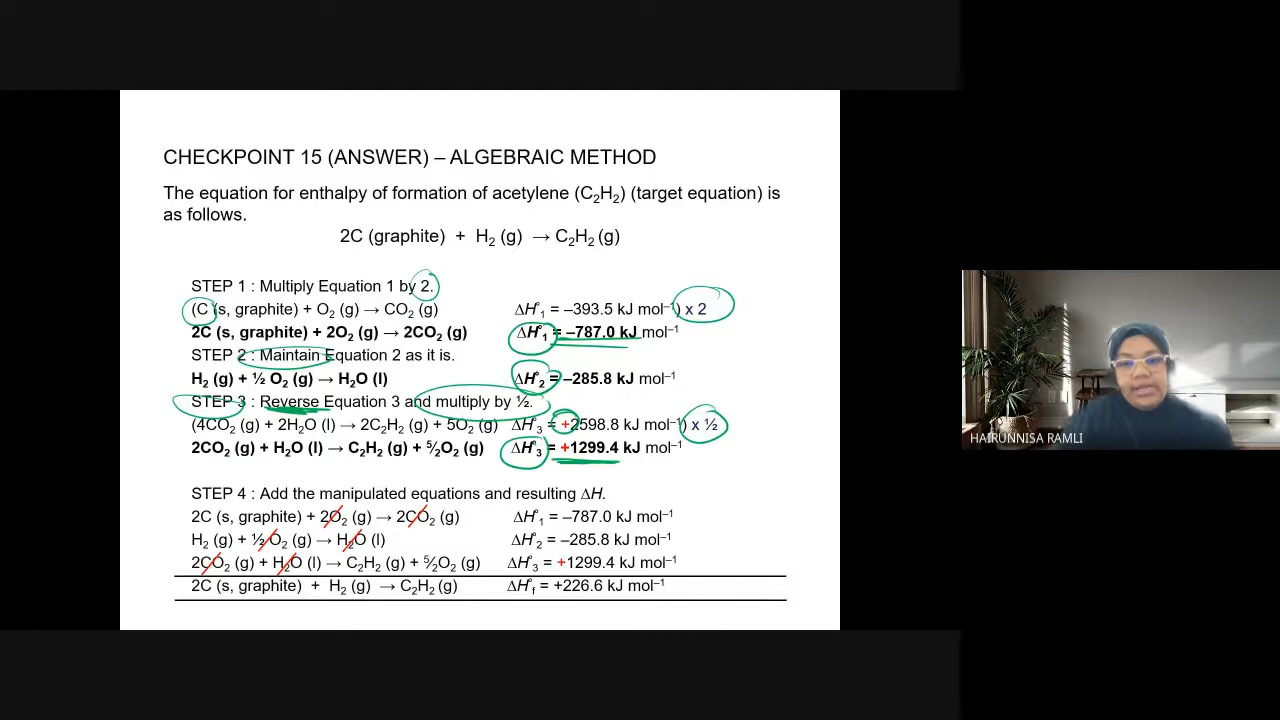 CHECKPOINT 15 (ANSWER) – ALGEBRAIC METHOD
The equation for enthalpy of formation of acetylene (C₂H₂) (target equation) is
as follows.
2C (graphite) + H₂ (g) → C₂H₂ (g)
STEP 1 : Multiply Equation 1 by 2.
(C (s, graphite) + O₂ (g) → CO₂ (g) ΔH°₁ = –393.5 kJ mol⁻¹) x 2
2C (s, graphite) + 2O₂ (g) → 2CO₂ (g) ΔH°₁ = –787.0 kJ mol⁻¹
STEP 2 : Maintain Equation 2 as it is.
H₂ (g) + ½ O₂ (g) → H₂O (l) ΔH°₂ = –285.8 kJ mol⁻¹
STEP 3 : Reverse Equation 3 and multiply by ½.
(4CO₂ (g) + 2H₂O (l) → 2C₂H₂ (g) + 5O₂ (g) ΔH°₃ = +2598.8 kJ mol⁻¹) x ½
2CO₂ (g) + H₂O (l) → C₂H₂ (g) + ⁵⁄₂O₂ (g) ΔH°₃ = +1299.4 kJ mol⁻¹
STEP 4 : Add the manipulated equations and resulting ΔH.
2C (s, graphite) + 2O₂ (g) → 2CO₂ (g) ΔH°₁ = –787.0 kJ mol⁻¹
H₂ (g) + ½ O₂ (g) → H₂O (l) ΔH°₂ = –285.8 kJ mol⁻¹
2CO₂ (g) + H₂O (l) → C₂H₂ (g) + ⁵⁄₂O₂ (g) ΔH°₃ = +1299.4 kJ mol⁻¹
2C (s, graphite) + H₂ (g) → C₂H₂ (g) ΔH°f = +226.6 kJ mol⁻¹
HAIRUNNISA RAMLI